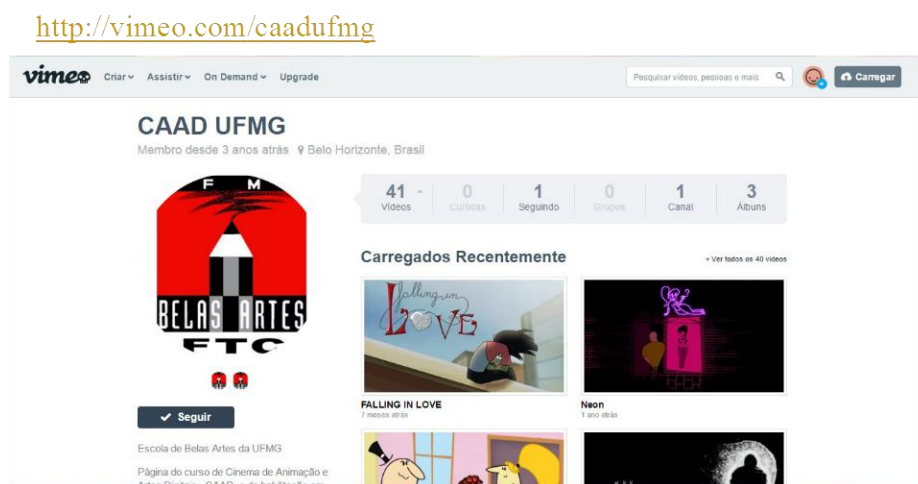 http://vimeo.com/caadufmg
vimeo Criar Assistir On Demand Upgrade Pesquisar vídeos, pessoas e mais Carregar
CAAD UFMG
Membro desde 3 anos atrás Belo Horizonte, Brasil
F M
BELAS ARTES
41 0 1 0 1 3
Vídeos Curtidas Seguindo Grupos Canal Álbuns
Carregados Recentemente + Ver todos os 40 vídeos
falling in
LOVE
FALLING IN LOVE
7 meses atrás
Neon
1 ano atrás
Seguir
Escola de Belas Artes da UFMG
Página do curso de Cinema de Animação e